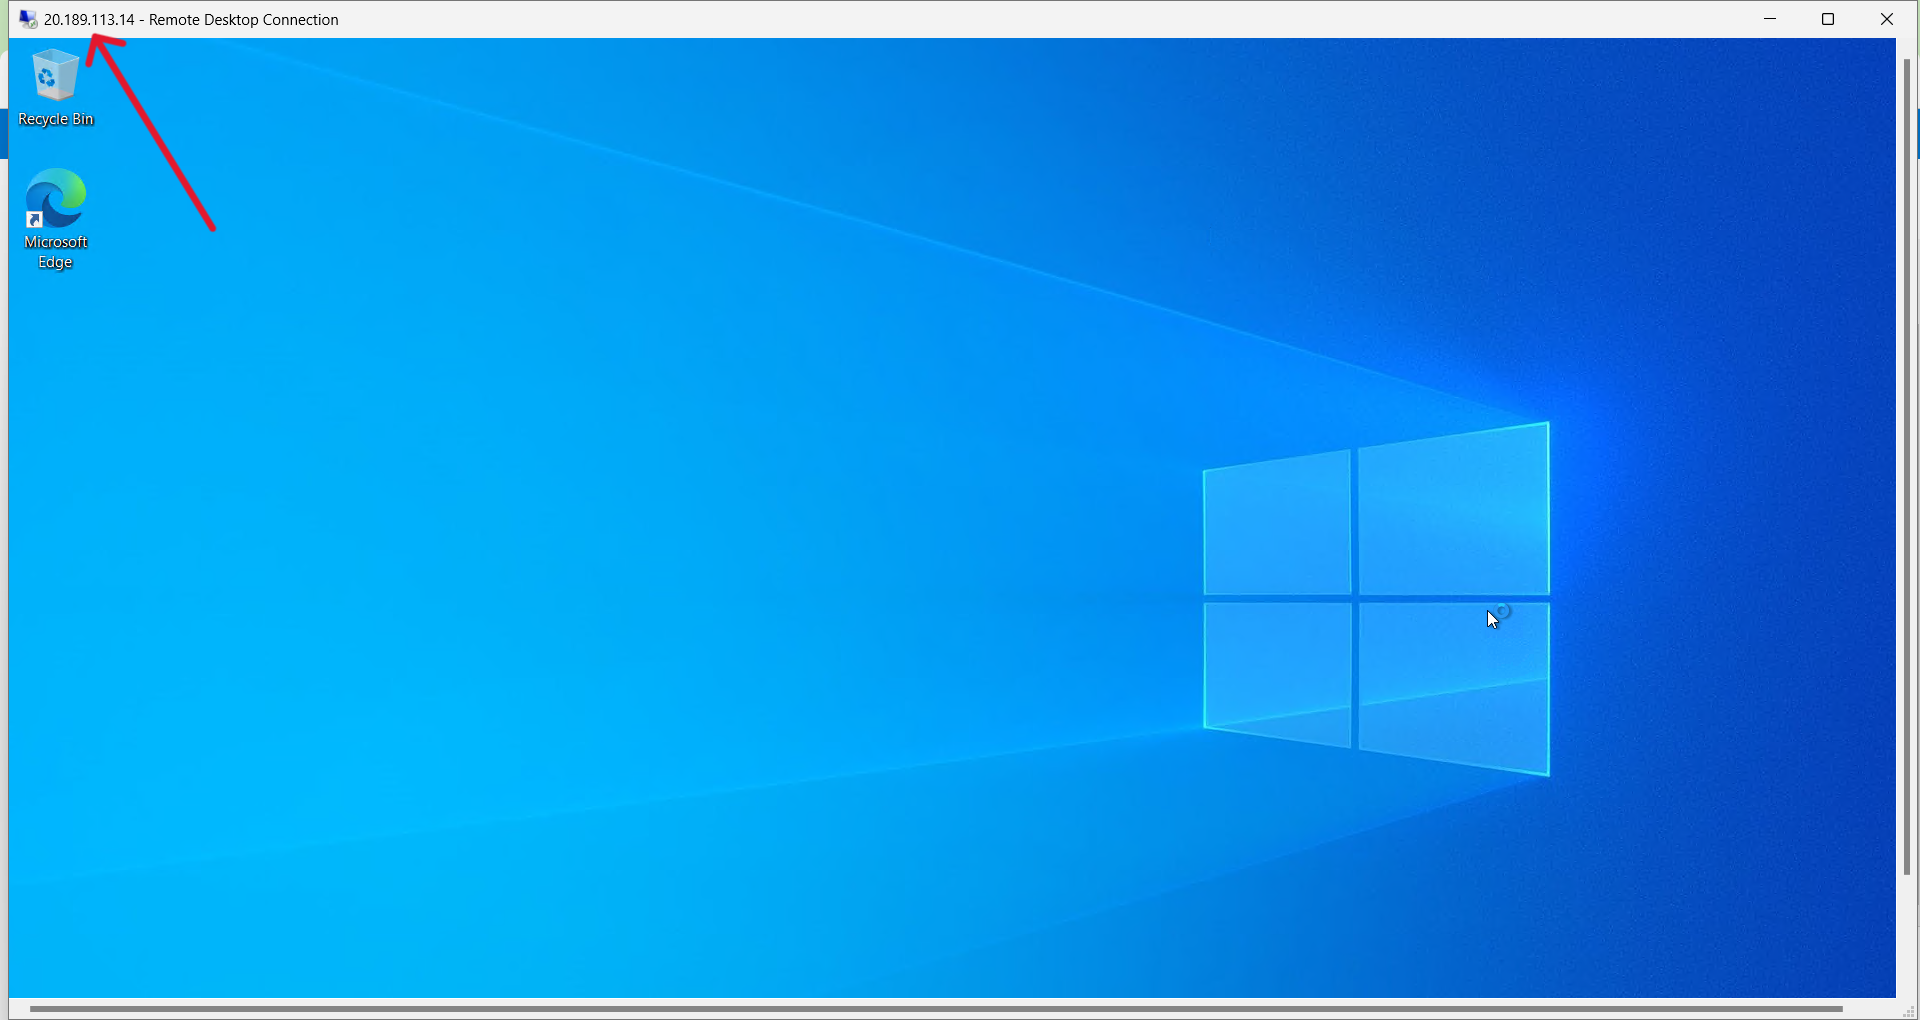 20.189.113.14 - Remote Desktop Connection
Recycle Bin
Microsoft
Edge